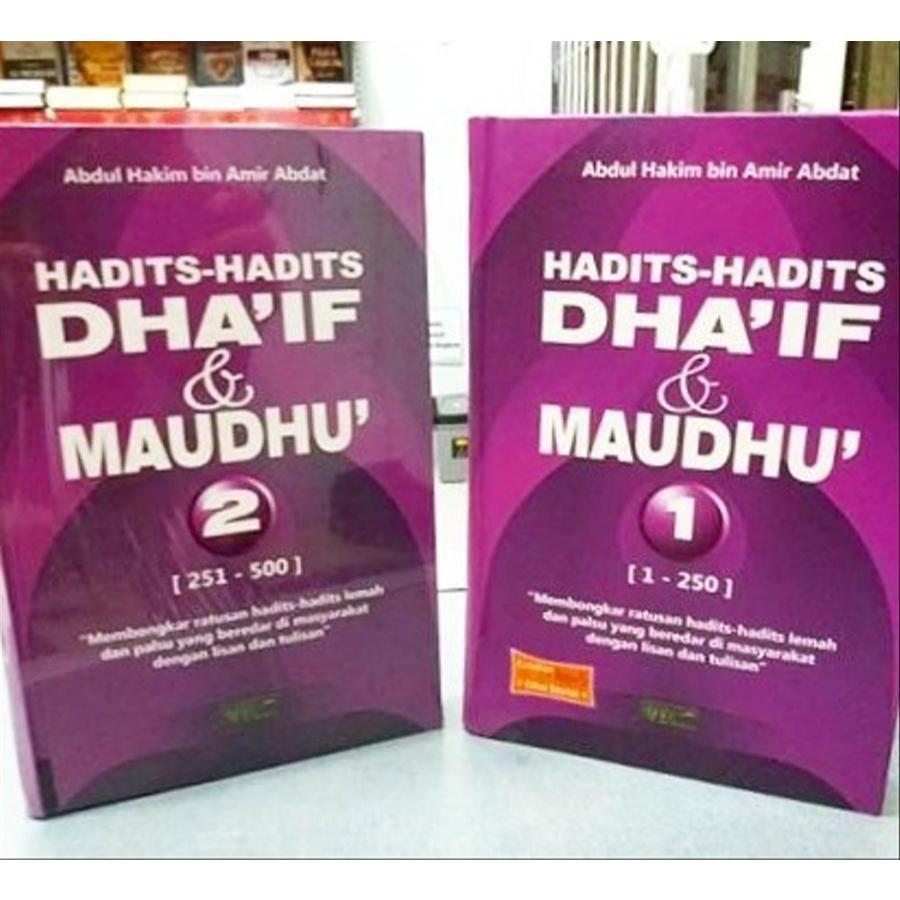 Abdul Hakim bin Amir Abdat
HADITS-HADITS
DHA'IF
&
MAUDHU'
2
[ 251 - 500 ]
"Membongkar ratusan hadits-hadits lemah
dan palsu yang beredar di masyarakat
dengan lisan dan tulisan"
Abdul Hakim bin Amir Abdat
HADITS-HADITS
DHA'IF
&
MAUDHU'
1
[ 1 - 250 ]
"Membongkar ratusan hadits-hadits lemah
dan palsu yang beredar di masyarakat
dengan lisan dan tulisan"